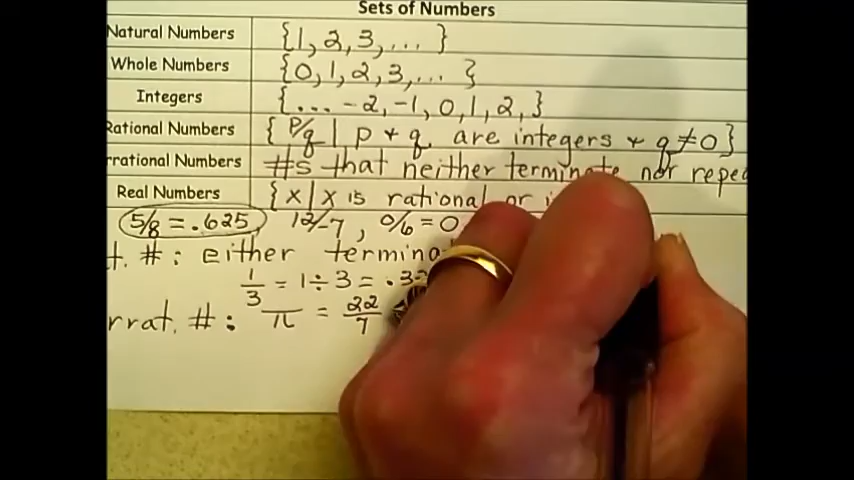 Sets of Numbers
Natural Numbers {1, 2, 3, ... }
Whole Numbers {0, 1, 2, 3, ... }
Integers {... -2, -1, 0, 1, 2, }
Rational Numbers { P/q | p + q are integers + q ≠ 0 }
rrational Numbers #s that neither terminate nor repea
Real Numbers { x | x is rational or i
5/8 = .625 12/-7 , 0/6 = 0
t. #: either termina
1/3 = 1 ÷ 3 = .33
rrat. #: π = 22/7